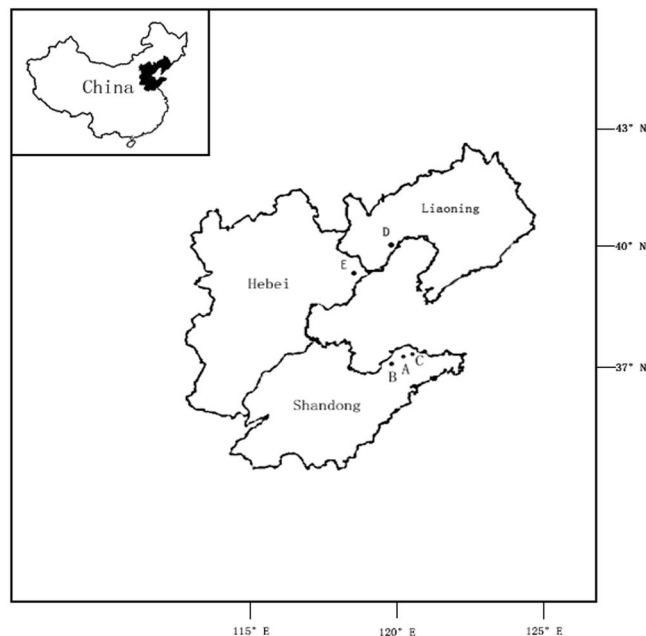 China
43° N
Liaoning
D
40° N
E
Hebei
C
A
B
37° N
Shandong
115° E
120° E
125° E